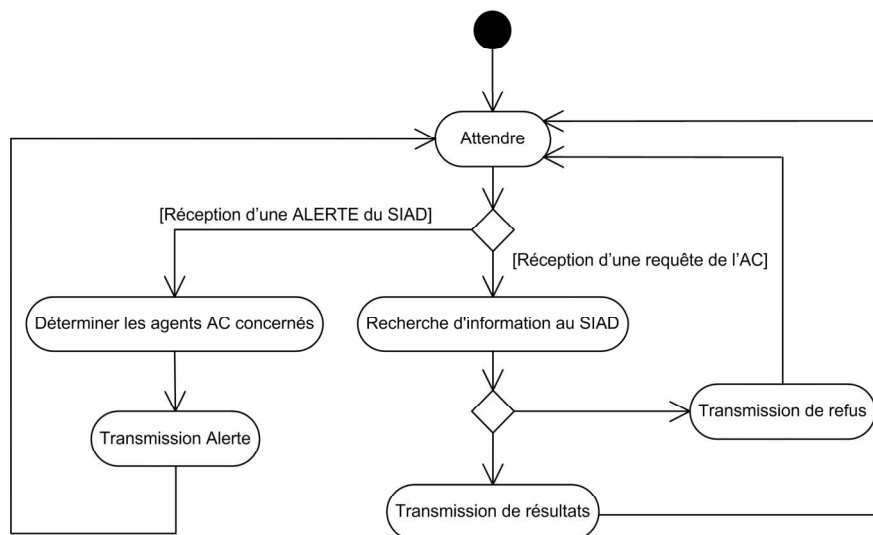 Attendre
[Réception d'une ALERTE du SIAD]
[Réception d'une requête de l'AC]
Déterminer les agents AC concernés
Recherche d'information au SIAD
Transmission Alerte
Transmission de refus
Transmission de résultats